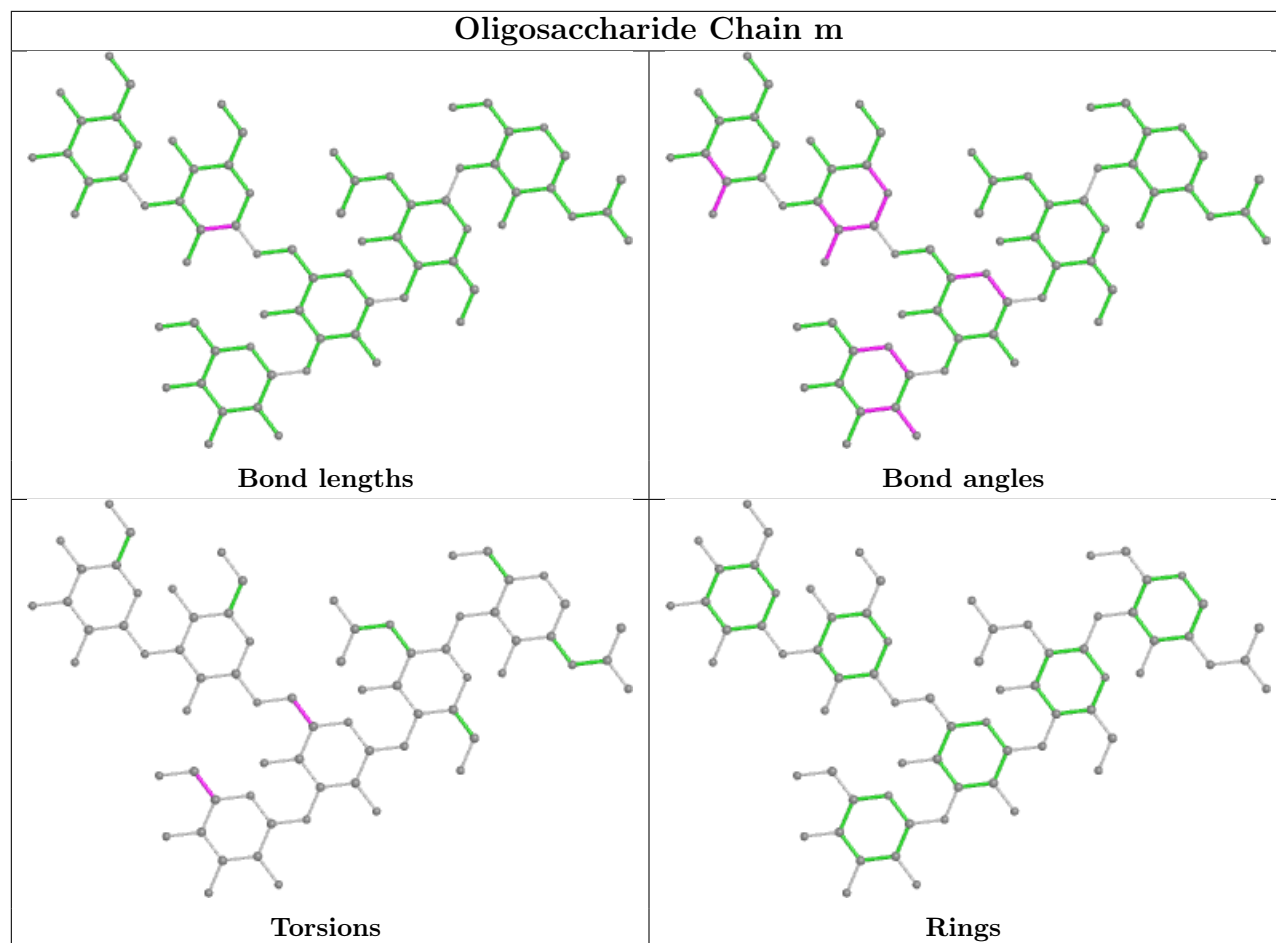 Oligosaccharide Chain m
Bond lengths
Bond angles
Torsions
Rings